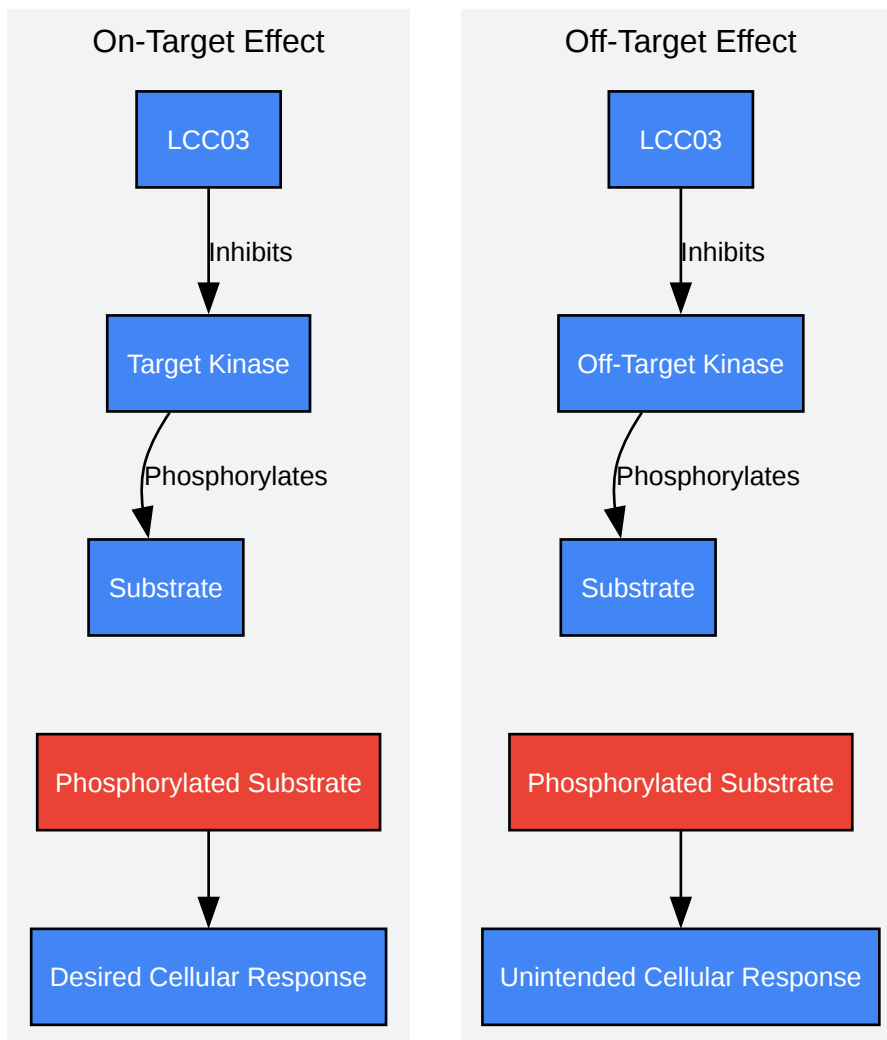 On-Target Effect
LCC03
Inhibits
Target Kinase
Phosphorylates
Substrate
Phosphorylated Substrate
Desired Cellular Response
Off-Target Effect
LCC03
Inhibits
Off-Target Kinase
Phosphorylates
Substrate
Phosphorylated Substrate
Unintended Cellular Response